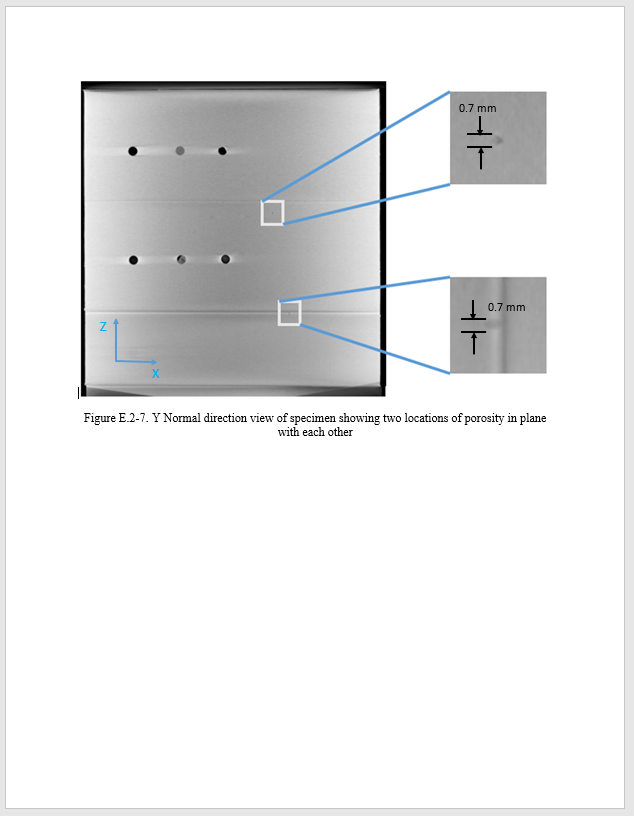 0.7 mm
0.7 mm
Z
X
Figure E.2-7. Y Normal direction view of specimen showing two locations of porosity in plane
with each other